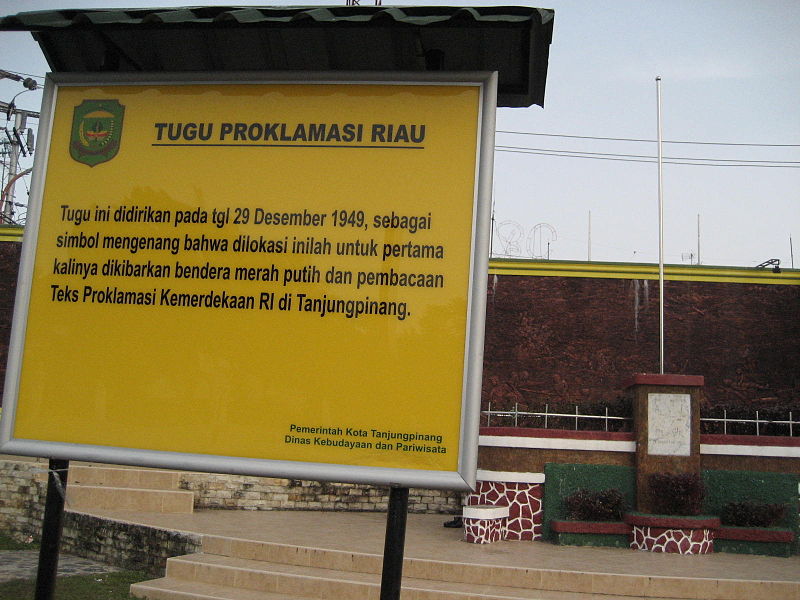 TUGU PROKLAMASI RIAU
Tugu ini didirikan pada tgl 29 Desember 1949, sebagai
simbol mengenang bahwa dilokasi inilah untuk pertama
kalinya dikibarkan bendera merah putih dan pembacaan
Teks Proklamasi Kemerdekaan RI di Tanjungpinang.
Pemerintah Kota Tanjungpinang
Dinas Kebudayaan dan Pariwisata